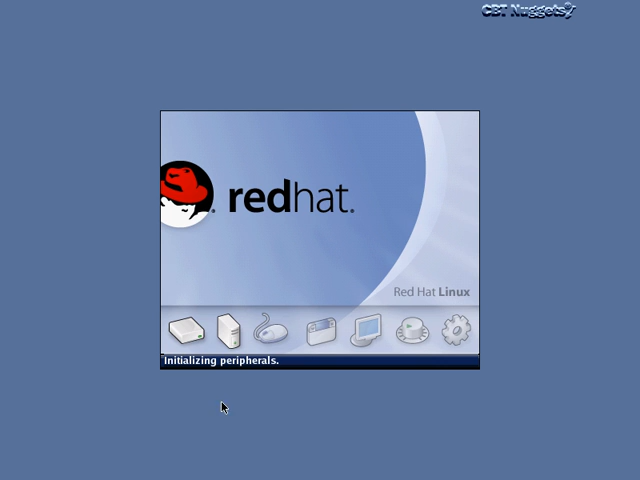 CBT Nuggets
redhat.
Red Hat Linux
Initializing peripherals.